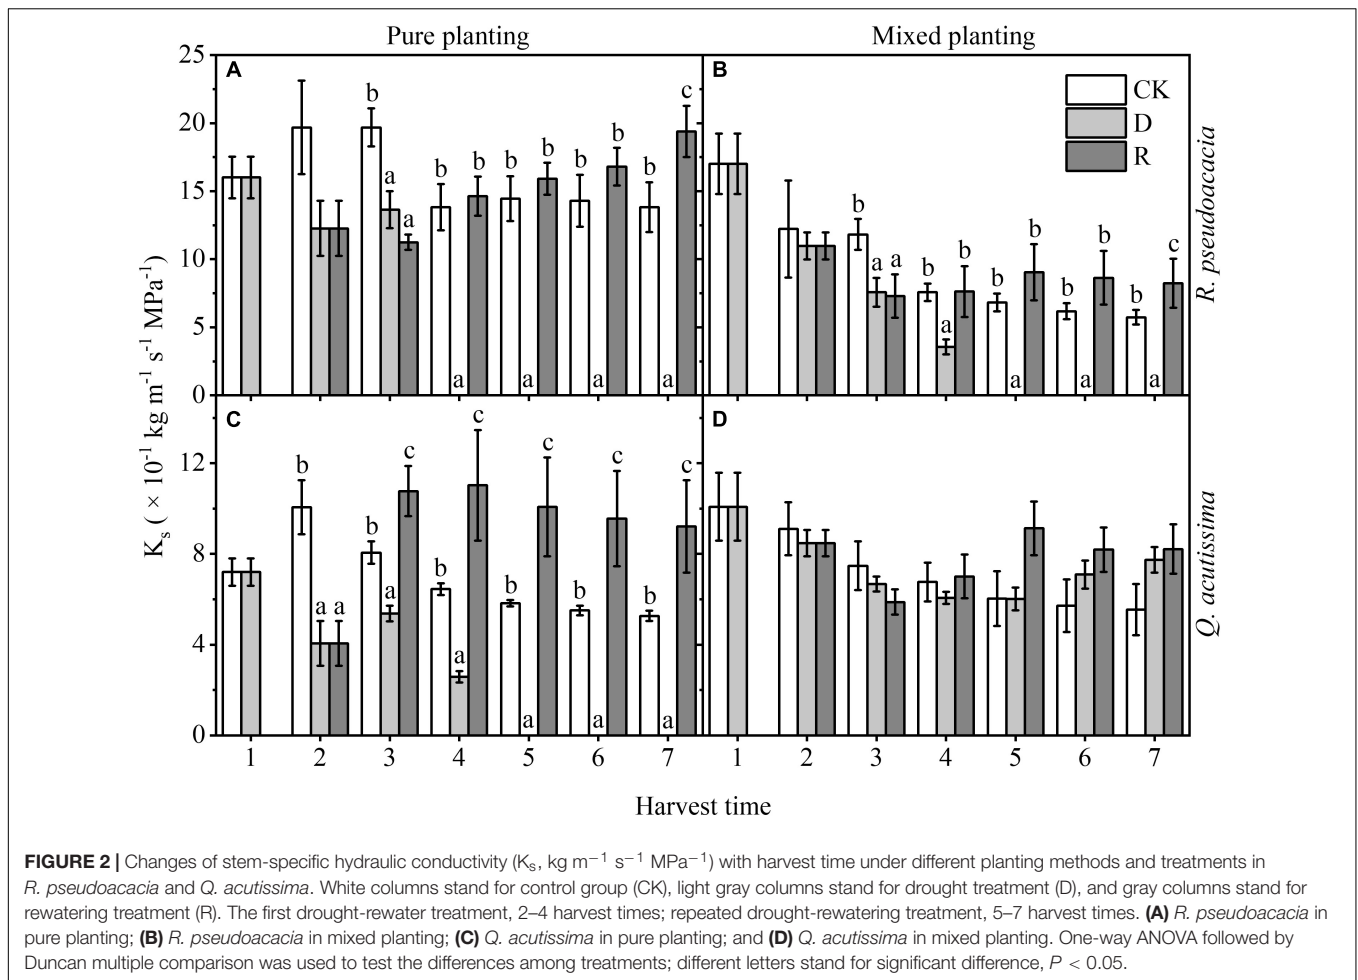 Pure planting
Mixed planting
A
B
CK
D
R
25
20
15
10
5
0
b
b
a
a
b
a
b
b
a
b
b
a
b
b
a
c
b
a
a
b
a
b
b
a
b
b
a
b
b
a
c
R. pseudoacacia
Ks ( × 10-1 kg m-1 s-1 MPa-1)
C
D
12
8
4
0
b
a
a
b
a
c
b
a
c
b
a
c
b
a
c
b
a
c
Q. acutissima
1 2 3 4 5 6 7 1 2 3 4 5 6 7
Harvest time
FIGURE 2 | Changes of stem-specific hydraulic conductivity (Ks, kg m−1 s−1 MPa−1) with harvest time under different planting methods and treatments in
R. pseudoacacia and Q. acutissima. White columns stand for control group (CK), light gray columns stand for drought treatment (D), and gray columns stand for
rewatering treatment (R). The first drought-rewater treatment, 2–4 harvest times; repeated drought-rewatering treatment, 5–7 harvest times. (A) R. pseudoacacia in
pure planting; (B) R. pseudoacacia in mixed planting; (C) Q. acutissima in pure planting; and (D) Q. acutissima in mixed planting. One-way ANOVA followed by
Duncan multiple comparison was used to test the differences among treatments; different letters stand for significant difference, P < 0.05.